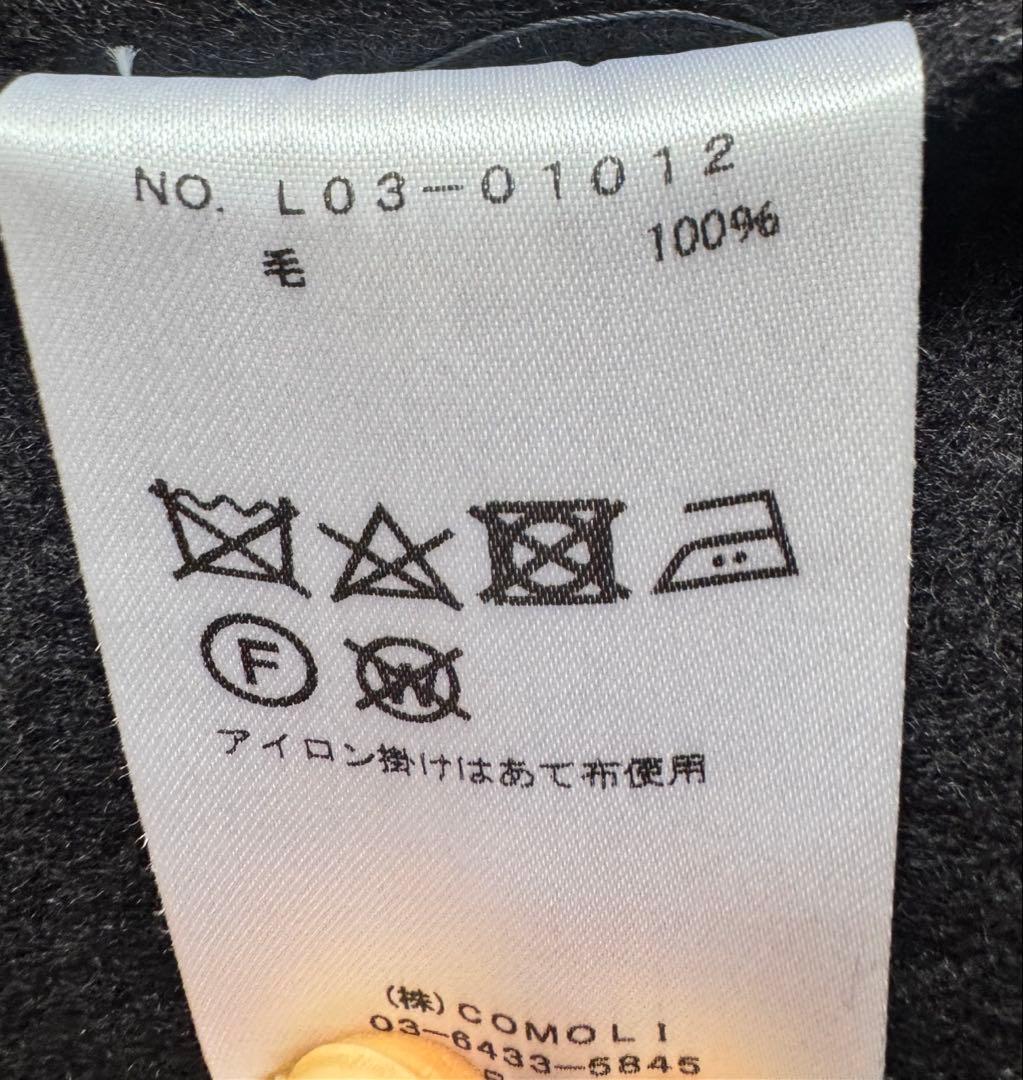 NO. L03-01012
毛 100%
F W
アイロン掛けはあて布使用
(株)COMOLI
03-6433-5845